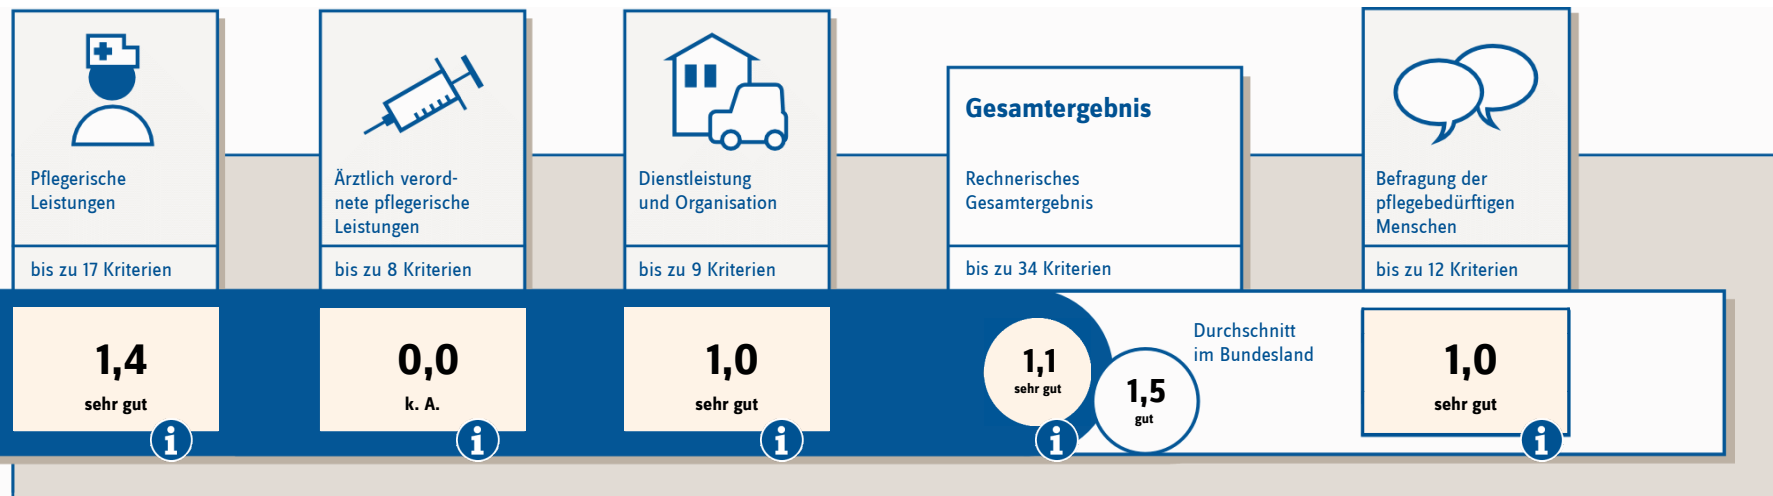 Pflegerische
Leistungen
bis zu 17 Kriterien
1,4
sehr gut
i
Ärztlich verord-
nete pflegerische
Leistungen
bis zu 8 Kriterien
0,0
k. A.
i
Dienstleistung
und Organisation
bis zu 9 Kriterien
1,0
sehr gut
i
Gesamtergebnis
Rechnerisches
Gesamtergebnis
bis zu 34 Kriterien
1,1
sehr gut
i
1,5
gut
Durchschnitt
im Bundesland
Befragung der
pflegebedürftigen
Menschen
bis zu 12 Kriterien
1,0
sehr gut
i